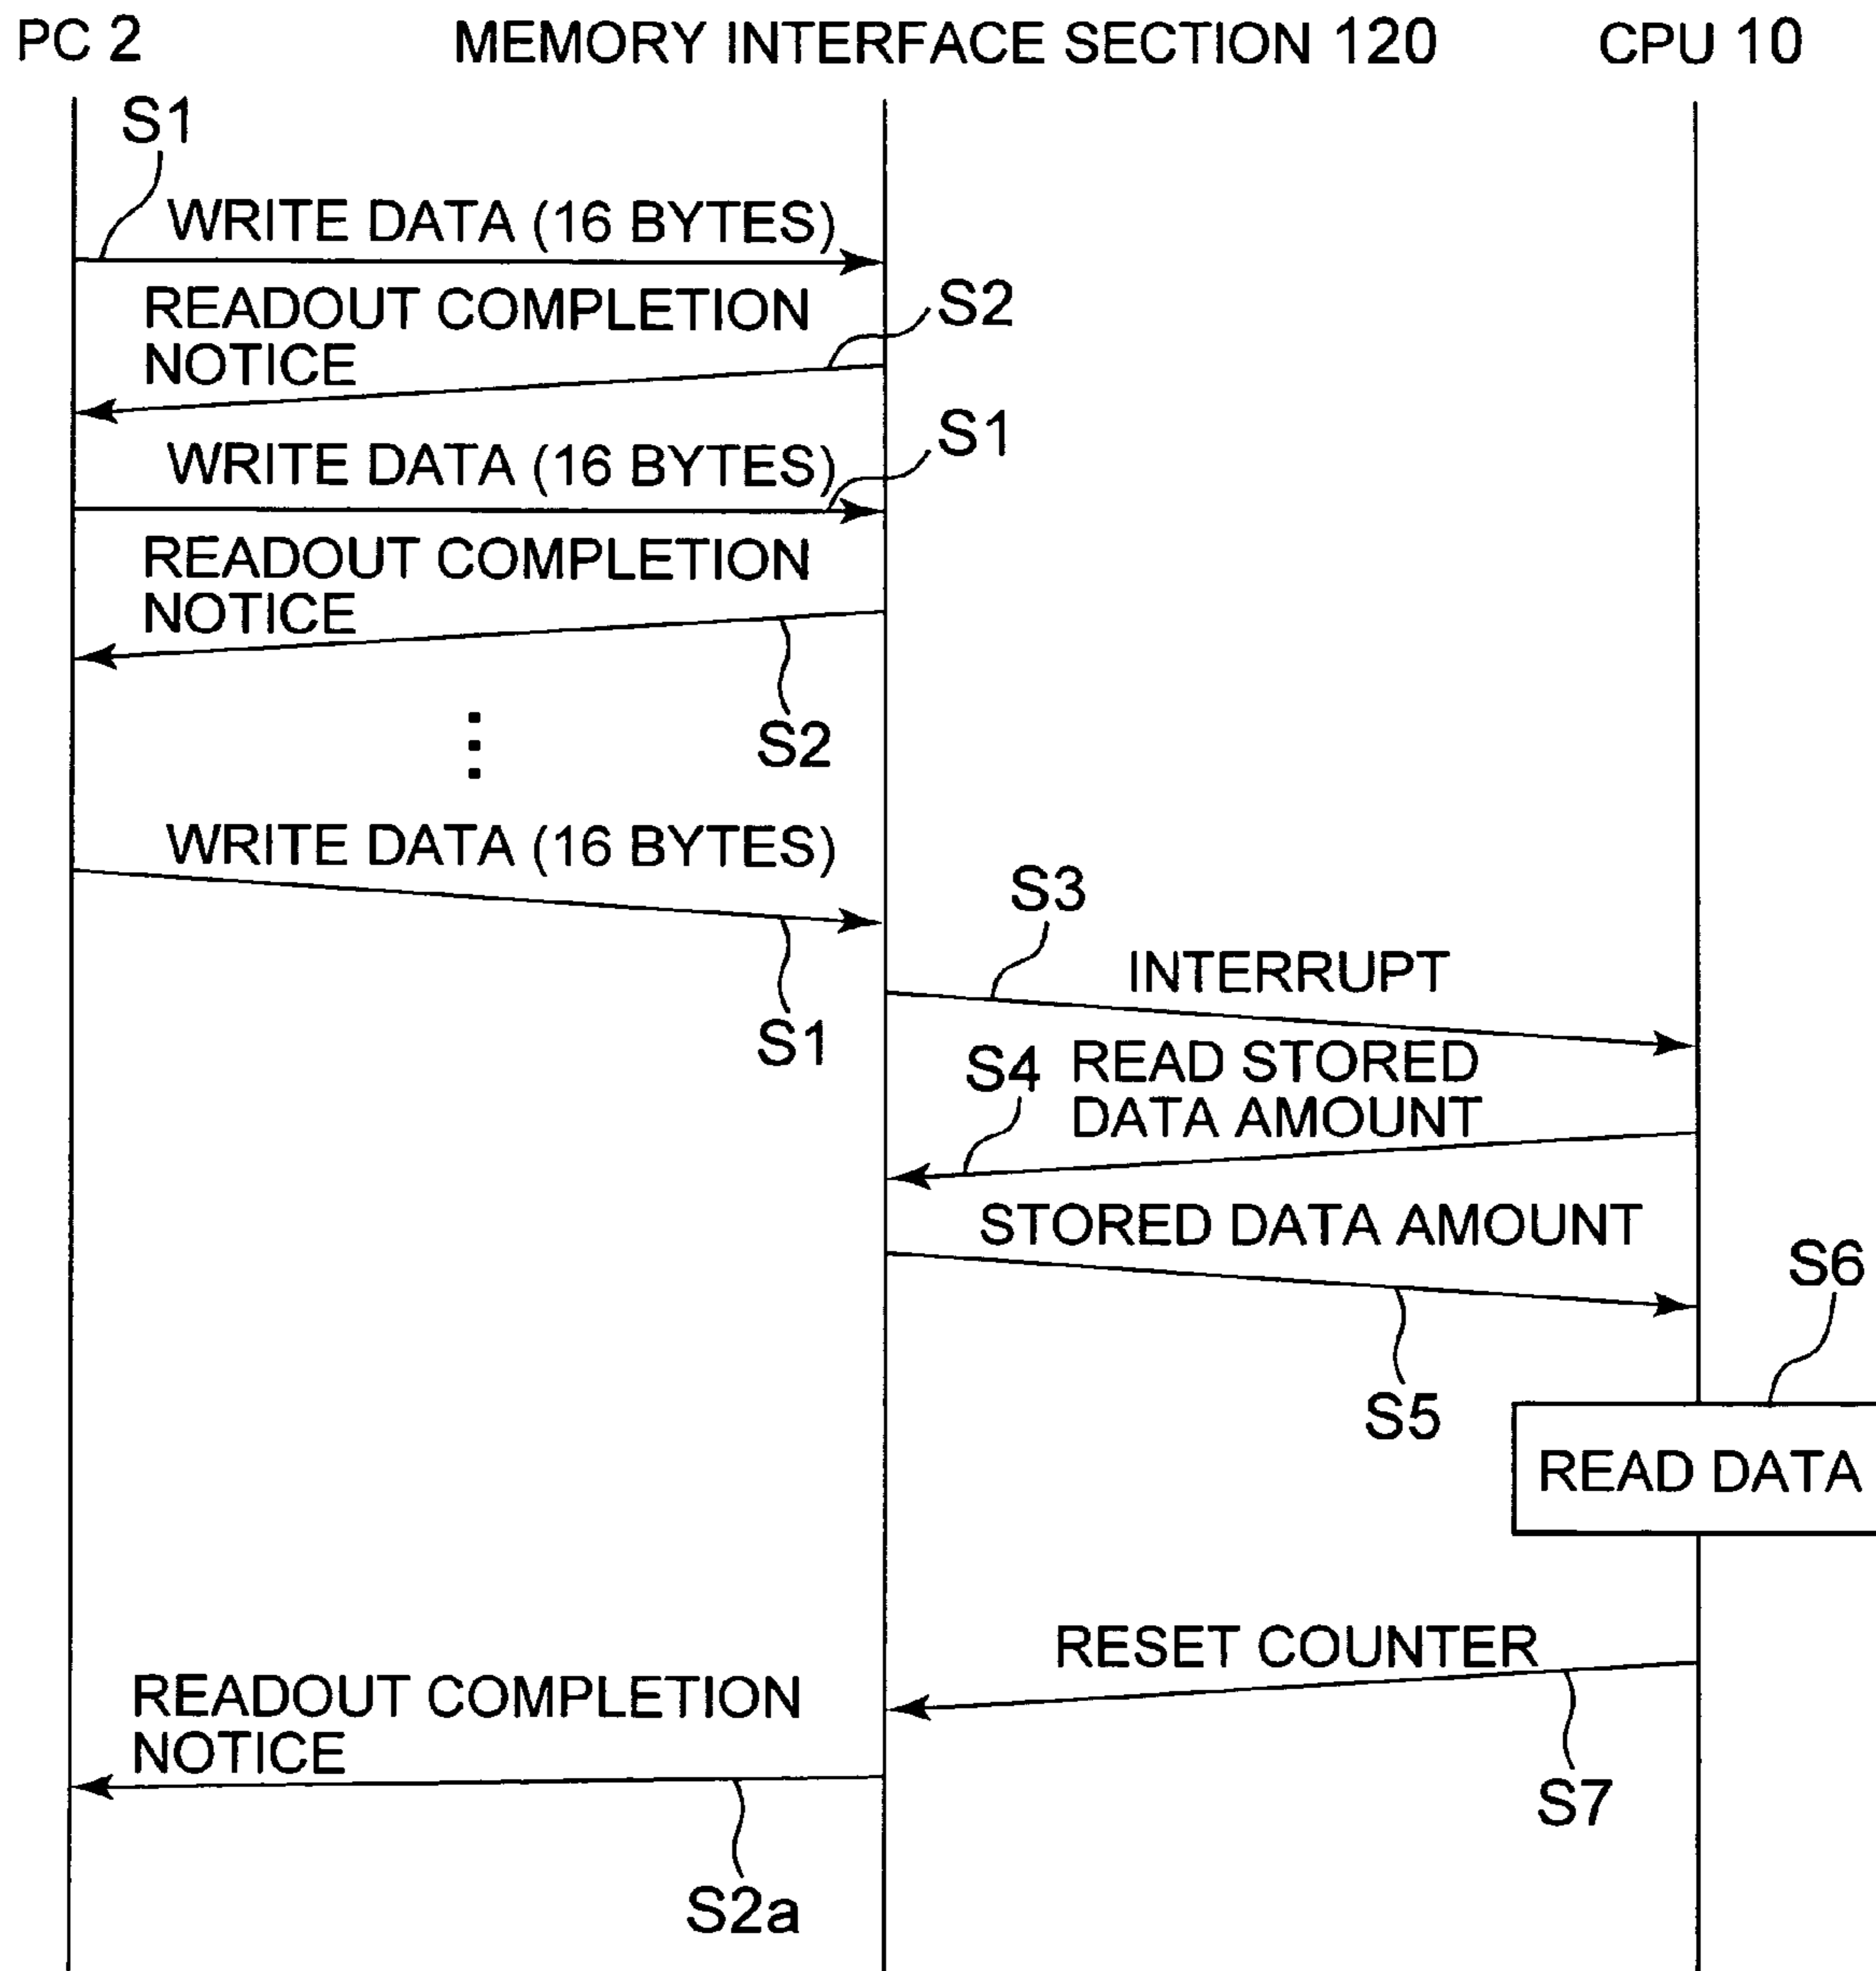 PC 2
MEMORY INTERFACE SECTION 120
CPU 10
S1
WRITE DATA (16 BYTES)
READOUT COMPLETION
NOTICE
S2
WRITE DATA (16 BYTES)
S1
READOUT COMPLETION
NOTICE
S2
WRITE DATA (16 BYTES)
S1
S3
INTERRUPT
S4
READ STORED
DATA AMOUNT
STORED DATA AMOUNT
S5
S6
READ DATA
RESET COUNTER
S7
READOUT COMPLETION
NOTICE
S2a